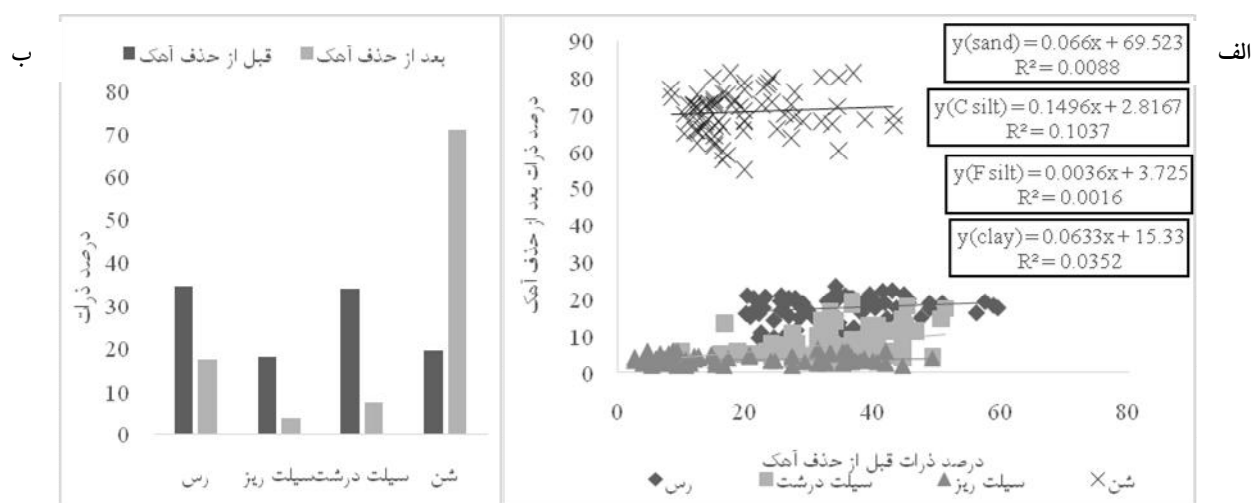 الف
90
80
70
60
50
40
30
20
10
0
درصد ذرات بعد از حذف آهک
y(sand) = 0.066x + 69.523
R² = 0.0088
y(C silt) = 0.1496x + 2.8167
R² = 0.1037
y(F silt) = 0.0036x + 3.725
R² = 0.0016
y(clay) = 0.0633x + 15.33
R² = 0.0352
0 20 40 60 80
درصد ذرات قبل از حذف آهک
رس سیلت درشت سیلت ریز شن
ب
قبل از حذف آهک بعد از حذف آهک
80
70
60
50
40
30
20
10
0
درصد ذرات
رس سیلت ریز سیلت درشت شن